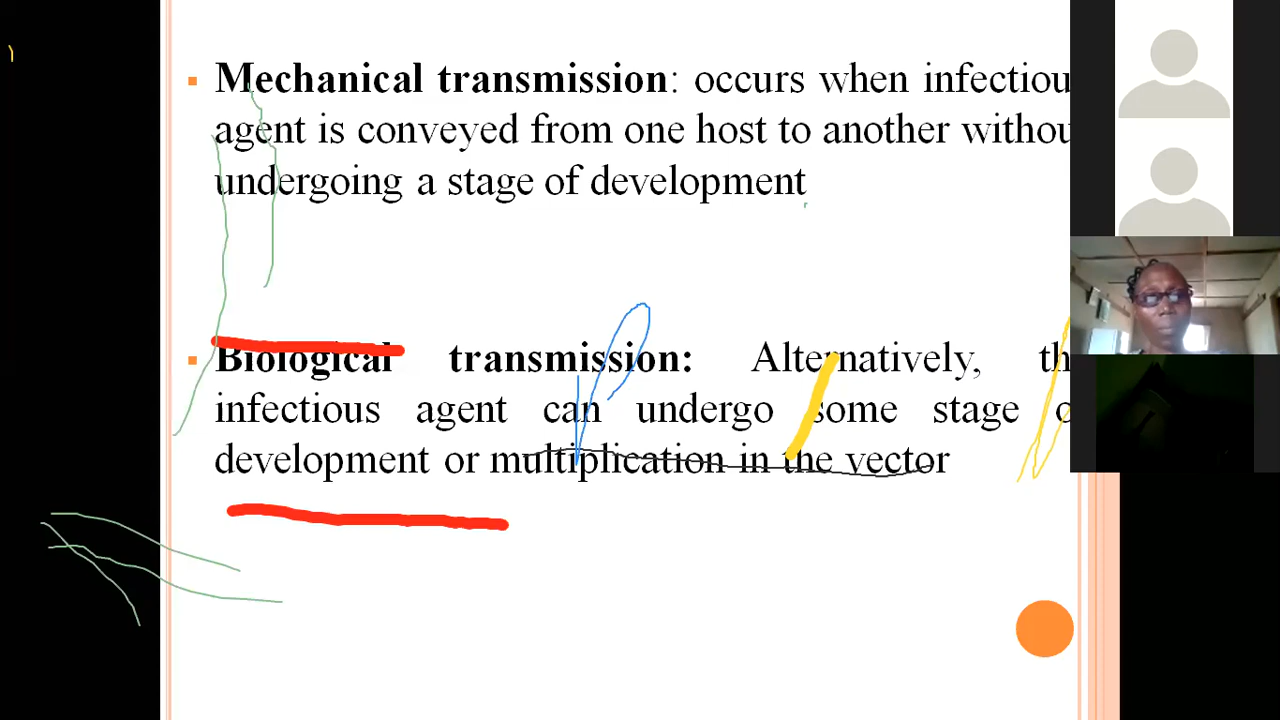 Mechanical transmission: occurs when infectiou
agent is conveyed from one host to another withou
undergoing a stage of development
Biological transmission: Alternatively, th
infectious agent can undergo some stage o
development or multiplication in the vector